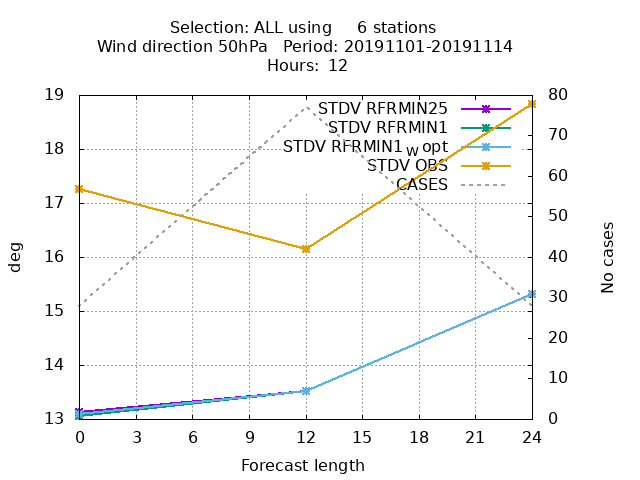 Selection: ALL using     6 stations
Wind direction 50hPa   Period: 20191101-20191114
Hours: 12
19
18
17
16
15
14
13
deg
80
70
60
50
40
30
20
10
0
No cases
STDV RFRMIN25
STDV RFRMIN1
STDV RFRMIN1_W opt
STDV OBS
CASES
0 3 6 9 12 15 18 21 24
Forecast length